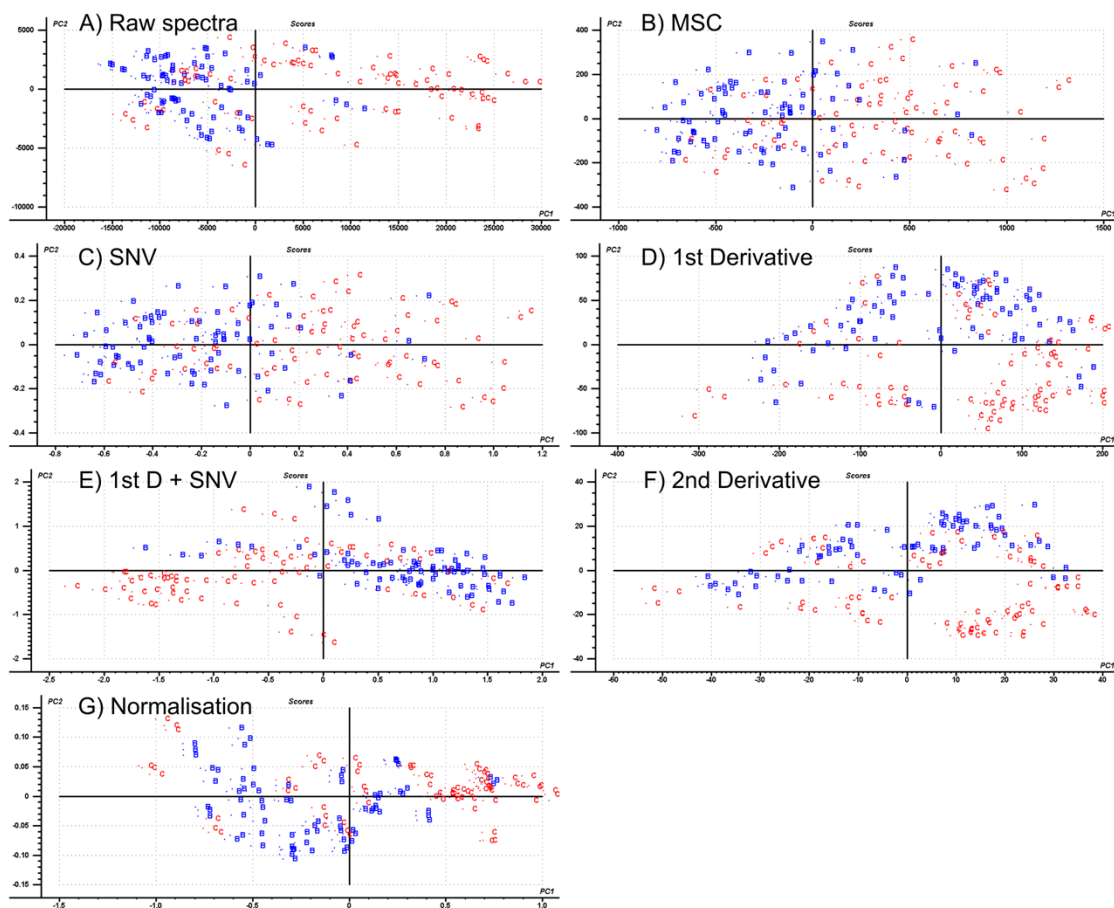 A) Raw spectra
PC2
Scores
5000
0
-5000
-10000
-20000 -15000 -10000 -5000 0 5000 10000 15000 20000 25000 30000
PC1
B) MSC
PC2
Scores
400
200
0
-200
-400
-1000 -500 0 500 1000 1500
PC1
C) SNV
PC2
Scores
0.4
0.2
0
-0.2
-0.4
-0.8 -0.6 -0.4 -0.2 0 0.2 0.4 0.6 0.8 1.0 1.2
PC1
D) 1st Derivative
PC2
Scores
100
50
0
-50
-100
-400 -300 -200 -100 0 100 200
PC1
E) 1st D + SNV
PC2
Scores
2
1
0
-1
-2
-2.5 -2.0 -1.5 -1.0 -0.5 0 0.5 1.0 1.5 2.0
PC1
F) 2nd Derivative
PC2
Scores
40
20
0
-20
-40
-60 -50 -40 -30 -20 -10 0 10 20 30 40
PC1
G) Normalisation
PC2
Scores
0.15
0.10
0.05
0
-0.05
-0.10
-0.15
-1.5 -1.0 -0.5 0 0.5 1.0
PC1